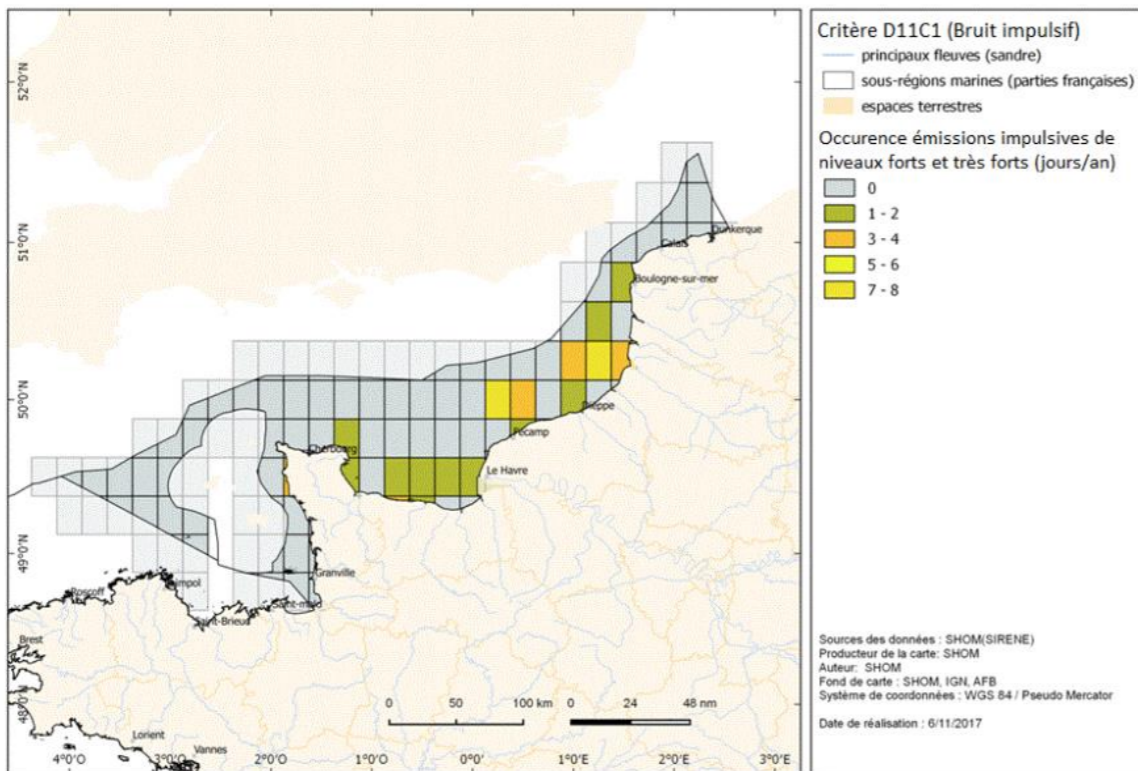 Critère D11C1 (Bruit impulsif)
principaux fleuves (sandre)
sous-régions marines (parties françaises)
espaces terrestres
Occurence émissions impulsives de
niveaux forts et très forts (jours/an)
0
1 - 2
3 - 4
5 - 6
7 - 8
Sources des données : SHOM(SIRENE)
Producteur de la carte: SHOM
Auteur: SHOM
Fond de carte : SHOM, IGN, AFB
Système de coordonnées : WGS 84 / Pseudo Mercator
Date de réalisation : 6/11/2017
52°0'N
51°0'N
50°0'N
49°0'N
48°0'N
Dunkerque
Calais
Boulogne-sur-mer
Dieppe
Fécamp
Cherbourg
Le Havre
Granville
Roscoff
Saint-malo
Saint-Brieuc
Brest
Lorient
Vannes
0 50 100 km
0 24 48 nm
4°0'O
3°0'O
2°0'O
1°0'O
0°0'E
1°0'E
2°0'E
3°0'E